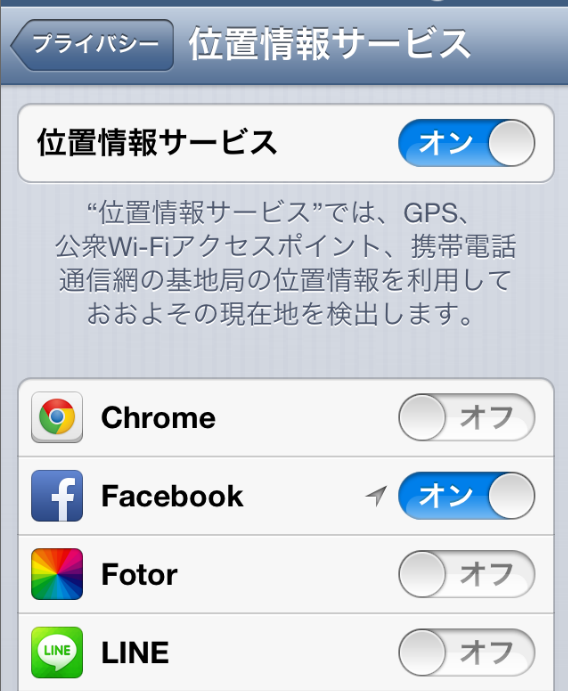 プライバシー
位置情報サービス
位置情報サービス
オン
“位置情報サービス”では、GPS、
公衆Wi-Fiアクセスポイント、携帯電話
通信網の基地局の位置情報を利用して
おおよその現在地を検出します。
Chrome
オフ
Facebook
オン
Fotor
オフ
LINE
LINE
オフ